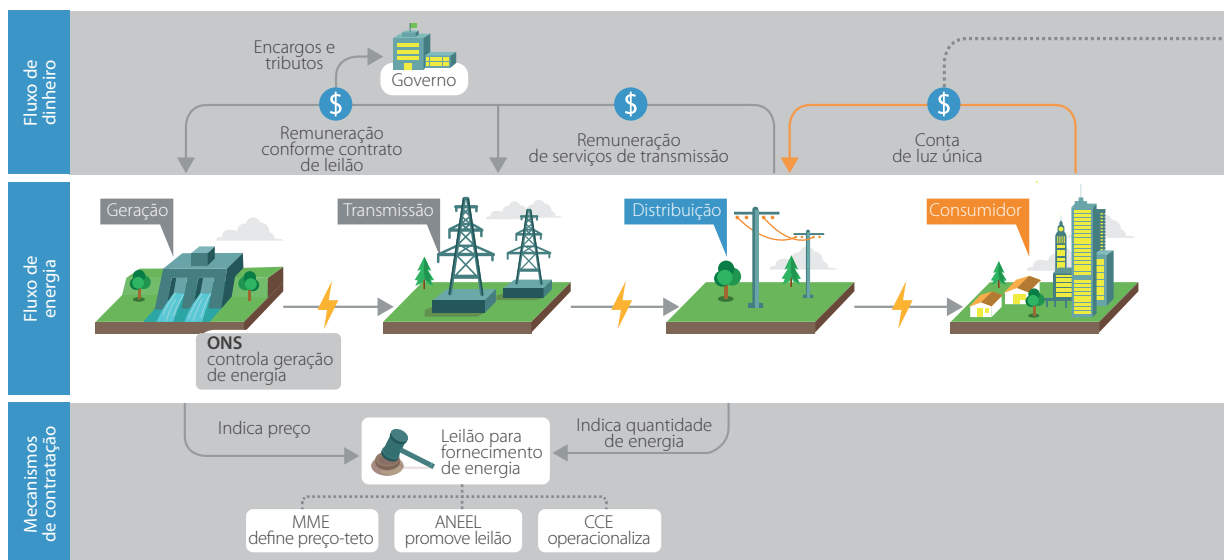 Fluxo de
dinheiro
Encargos e
tributos
Governo
$
Remuneração
conforme contrato
de leilão
$
Remuneração
de serviços de transmissão
$
Conta
de luz única
Fluxo de
energia
Geração
Transmissão
Distribuição
Consumidor
ONS
controla geração
de energia
Mecanismos
de contratação
Indica preço
Leilão para
fornecimento
de energia
Indica quantidade
de energia
MME
define preço-teto
ANEEL
promove leilão
CCE
operacionaliza